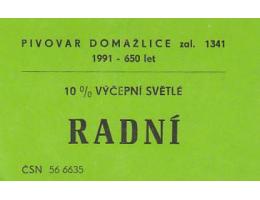 PIVOVAR DOMAŽLICE zal. 1341
1991 - 650 let
10 % VÝČEPNÍ SVĚTLÉ
RADNÍ
ČSN 56 6635